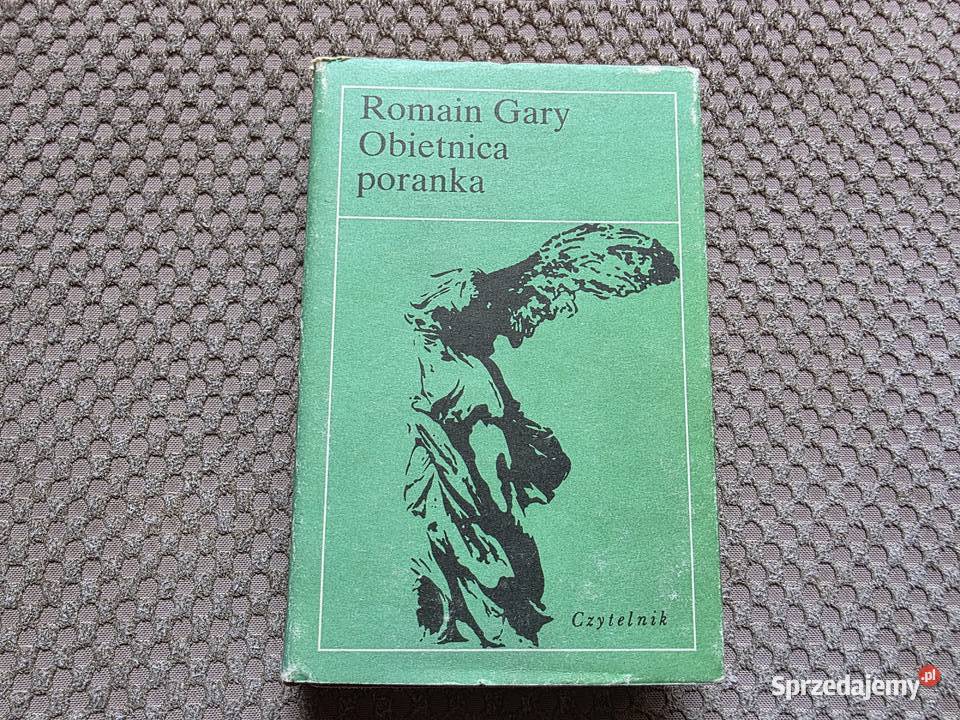 Romain Gary
Obietnica
poranka
Czytelnik
Sprzedajemy.pl